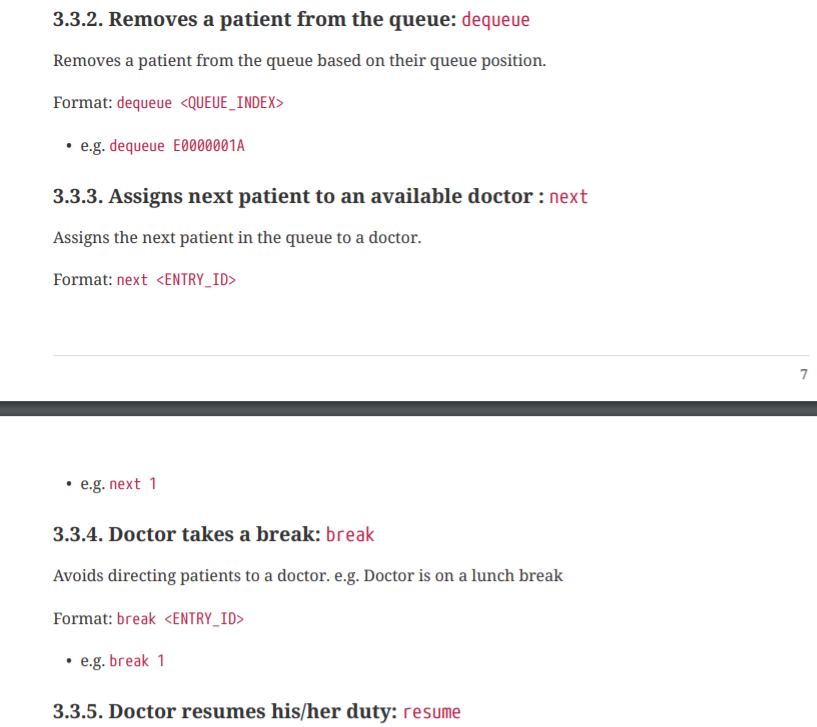 3.3.2. Removes a patient from the queue: dequeue
Removes a patient from the queue based on their queue position.
Format: dequeue <QUEUE_INDEX>
• e.g. dequeue E0000001A
3.3.3. Assigns next patient to an available doctor : next
Assigns the next patient in the queue to a doctor.
Format: next <ENTRY_ID>
7
• e.g. next 1
3.3.4. Doctor takes a break: break
Avoids directing patients to a doctor. e.g. Doctor is on a lunch break
Format: break <ENTRY_ID>
• e.g. break 1
3.3.5. Doctor resumes his/her duty: resume